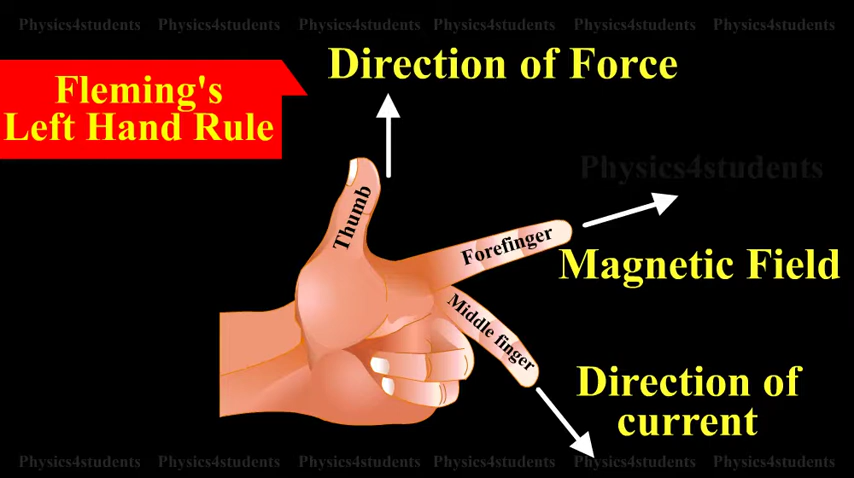 Physics4students Physics4students Physics4students Physics4students Physics4students Physics4students
Direction of Force
Fleming's
Left Hand Rule
Physics4students
Thumb
Forefinger
Magnetic Field
Middle finger
Direction of
current
Physics4students Physics4students Physics4students Physics4students Physics4students Physics4students